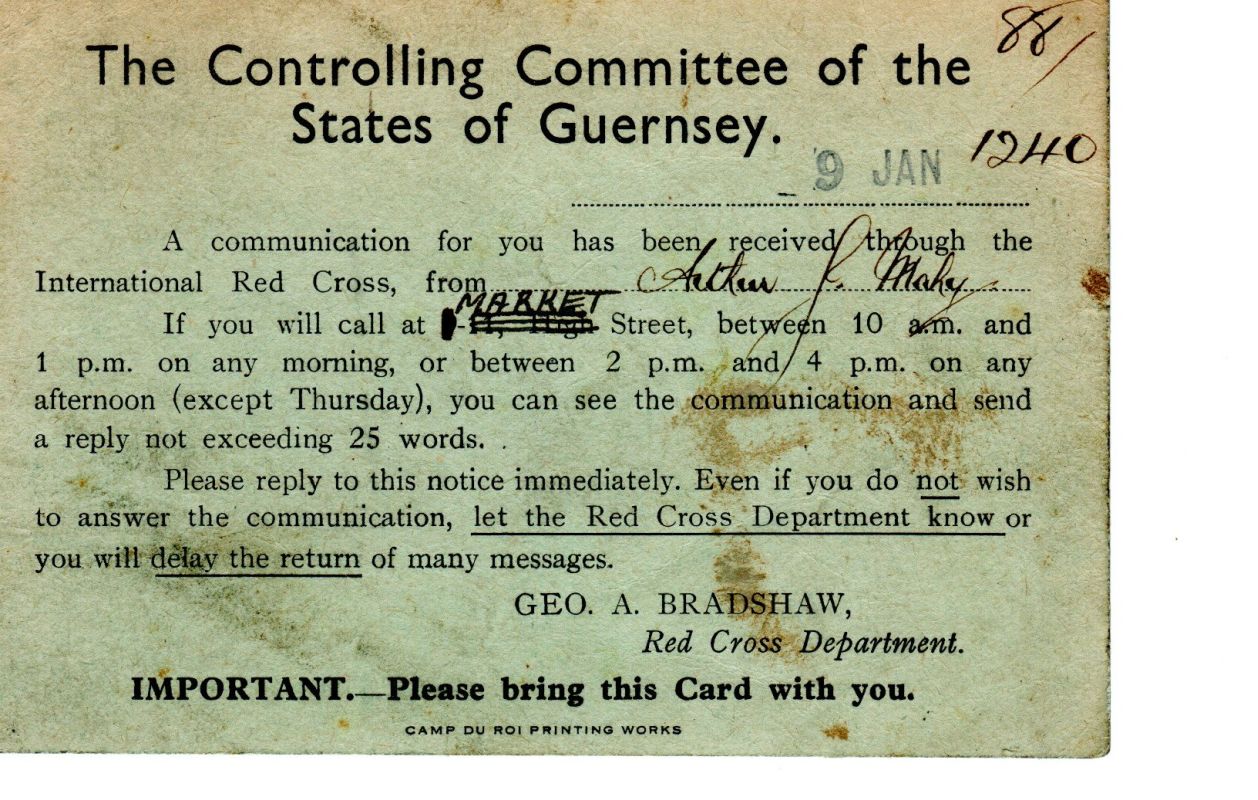 88/
The Controlling Committee of the
States of Guernsey.
1240
9 JAN
A communication for you has been received through the
International Red Cross, from Arthur J. Mahy.
MARKET
If you will call at 11, High Street, between 10 a.m. and
1 p.m. on any morning, or between 2 p.m. and 4 p.m. on any
afternoon (except Thursday), you can see the communication and send
a reply not exceeding 25 words.
Please reply to this notice immediately. Even if you do not wish
to answer the communication, let the Red Cross Department know or
you will delay the return of many messages.
GEO. A. BRADSHAW,
Red Cross Department.
IMPORTANT.—Please bring this Card with you.
CAMP DU ROI PRINTING WORKS